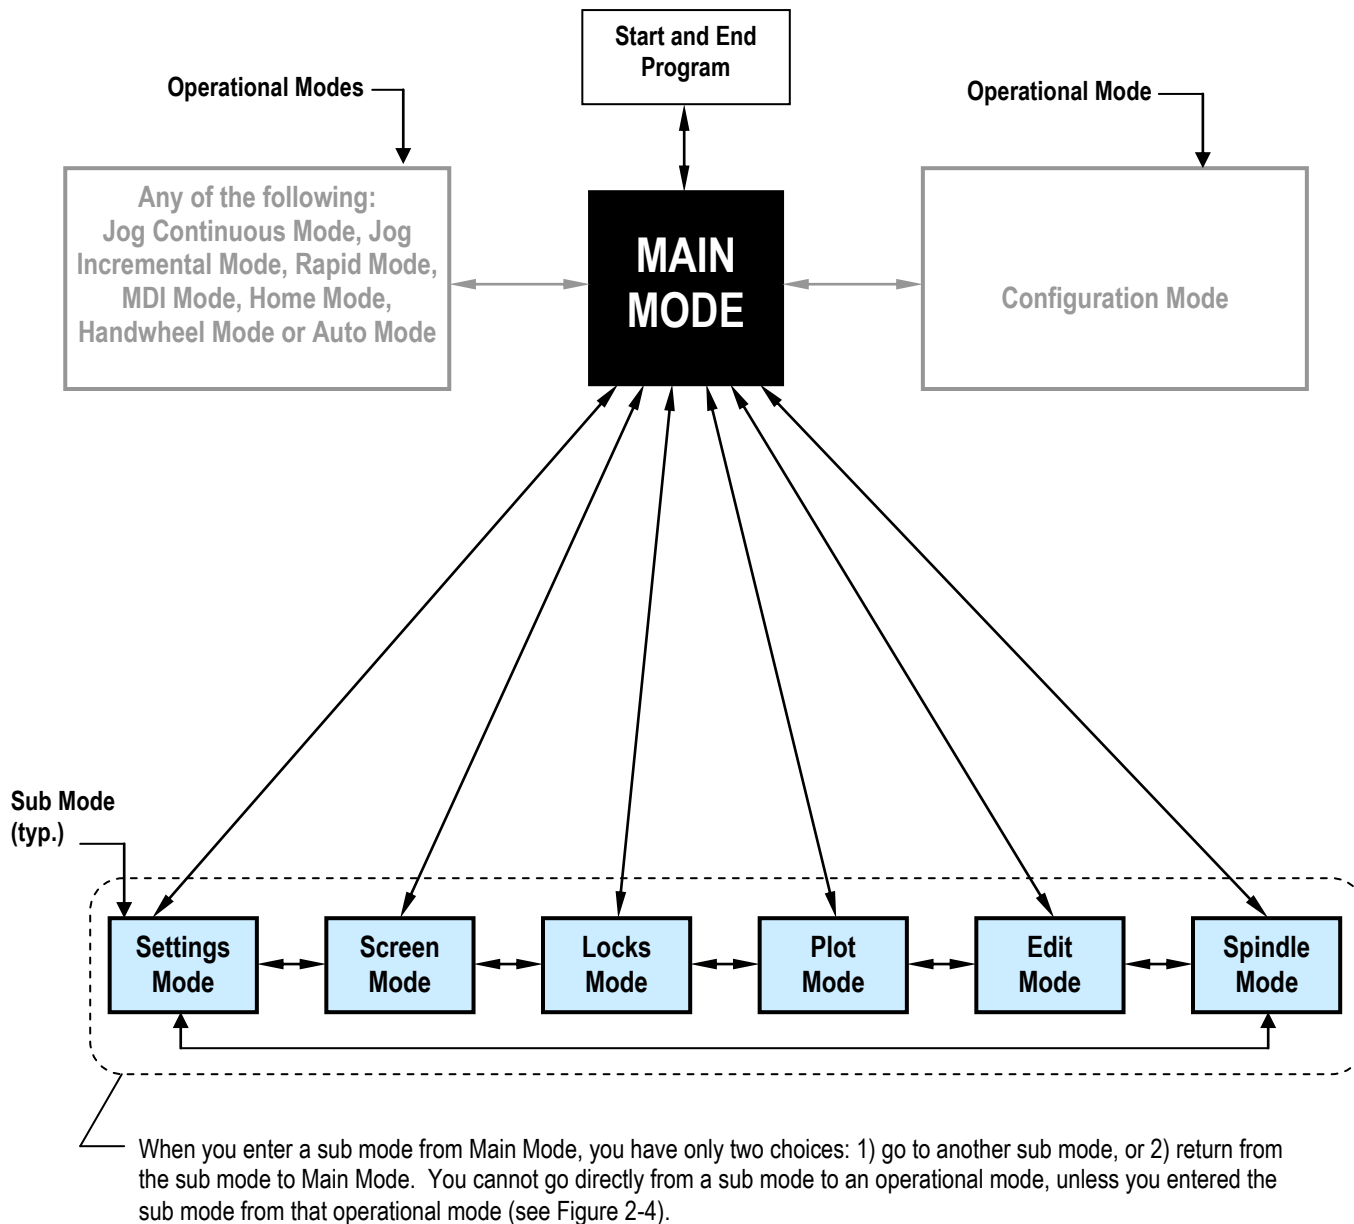 Start and End
Program
Operational Modes
Operational Mode
Any of the following:
Jog Continuous Mode, Jog
Incremental Mode, Rapid Mode,
MDI Mode, Home Mode,
Handwheel Mode or Auto Mode
MAIN
MODE
Configuration Mode
Sub Mode
(typ.)
Settings
Mode
Screen
Mode
Locks
Mode
Plot
Mode
Edit
Mode
Spindle
Mode
When you enter a sub mode from Main Mode, you have only two choices: 1) go to another sub mode, or 2) return from
the sub mode to Main Mode.  You cannot go directly from a sub mode to an operational mode, unless you entered the
sub mode from that operational mode (see Figure 2-4).